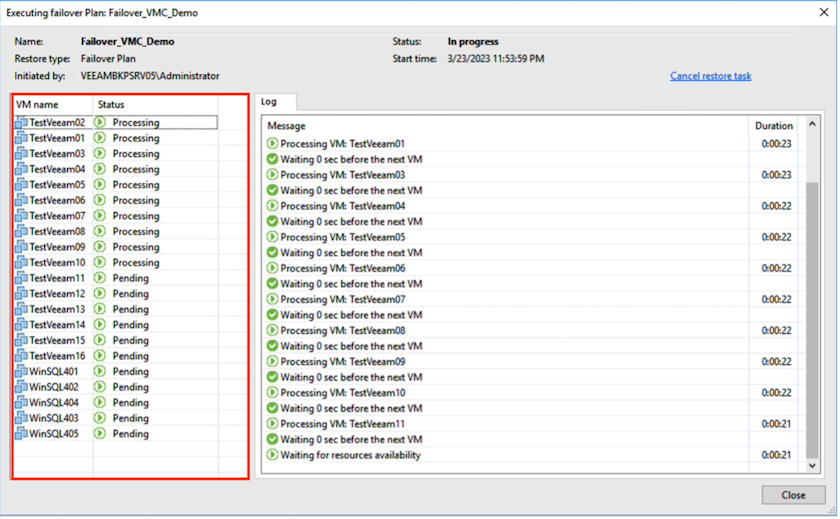 Executing failover Plan: Failover_VMC_Demo
Name: Failover_VMC_Demo Status: In progress
Restore type: Failover Plan Start time: 3/23/2023 11:53:59 PM
Initiated by: VEEAMBKPSRV05\Administrator Cancel restore task
VM name Status
TestVeeam02 Processing
TestVeeam01 Processing
TestVeeam03 Processing
TestVeeam04 Processing
TestVeeam05 Processing
TestVeeam06 Processing
TestVeeam07 Processing
TestVeeam08 Processing
TestVeeam09 Processing
TestVeeam10 Processing
TestVeeam11 Pending
TestVeeam12 Pending
TestVeeam13 Pending
TestVeeam14 Pending
TestVeeam15 Pending
TestVeeam16 Pending
WinSQL401 Pending
WinSQL402 Pending
WinSQL404 Pending
WinSQL403 Pending
WinSQL405 Pending
Log
Message Duration
Processing VM: TestVeeam01 0:00:23
Waiting 0 sec before the next VM
Processing VM: TestVeeam03 0:00:23
Waiting 0 sec before the next VM
Processing VM: TestVeeam04 0:00:22
Waiting 0 sec before the next VM
Processing VM: TestVeeam05 0:00:22
Waiting 0 sec before the next VM
Processing VM: TestVeeam06 0:00:22
Waiting 0 sec before the next VM
Processing VM: TestVeeam07 0:00:22
Waiting 0 sec before the next VM
Processing VM: TestVeeam08 0:00:22
Waiting 0 sec before the next VM
Processing VM: TestVeeam09 0:00:22
Waiting 0 sec before the next VM
Processing VM: TestVeeam10 0:00:22
Waiting 0 sec before the next VM
Processing VM: TestVeeam11 0:00:21
Waiting 0 sec before the next VM
Waiting for resources availability 0:00:21
Close